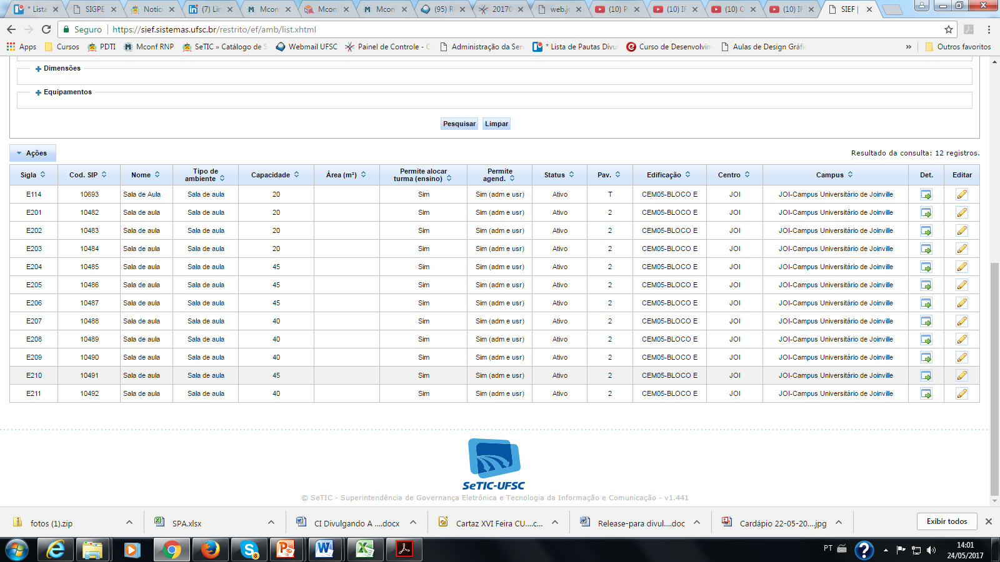 * Lista
SIGPE
Notíci
(7) Lin
Mconf
Mconf
Mconf
(95) R
20170
web.jo
(10) P
(10) IF
(10) C
(10) IF
SIEF |
Seguro https://sief.sistemas.ufsc.br/restrito/ef/amb/list.xhtml
Apps Cursos PDTI Mconf RNP SeTIC » Catálogo de S Webmail UFSC Painel de Controle - C Administração da Ser * Lista de Pautas Divul Curso de Desenvolvim Aulas de Design Gráfi » Outros favoritos
Dimensões
Equipamentos
Pesquisar Limpar
Ações Resultado da consulta: 12 registros.
Sigla Cod. SIP Nome Tipo de ambiente Capacidade Área (m²) Permite alocar turma (ensino) Permite agend. Status Pav. Edificação Centro Campus Det. Editar
E114 10693 Sala de Aula Sala de aula 20 Sim Sim (adm e usr) Ativo T CEM05-BLOCO E JOI JOI-Campus Universitário de Joinville
E201 10482 Sala de aula Sala de aula 20 Sim Sim (adm e usr) Ativo 2 CEM05-BLOCO E JOI JOI-Campus Universitário de Joinville
E202 10483 Sala de aula Sala de aula 20 Sim Sim (adm e usr) Ativo 2 CEM05-BLOCO E JOI JOI-Campus Universitário de Joinville
E203 10484 Sala de aula Sala de aula 20 Sim Sim (adm e usr) Ativo 2 CEM05-BLOCO E JOI JOI-Campus Universitário de Joinville
E204 10485 Sala de aula Sala de aula 45 Sim Sim (adm e usr) Ativo 2 CEM05-BLOCO E JOI JOI-Campus Universitário de Joinville
E205 10486 Sala de aula Sala de aula 45 Sim Sim (adm e usr) Ativo 2 CEM05-BLOCO E JOI JOI-Campus Universitário de Joinville
E206 10487 Sala de aula Sala de aula 45 Sim Sim (adm e usr) Ativo 2 CEM05-BLOCO E JOI JOI-Campus Universitário de Joinville
E207 10488 Sala de aula Sala de aula 40 Sim Sim (adm e usr) Ativo 2 CEM05-BLOCO E JOI JOI-Campus Universitário de Joinville
E208 10489 Sala de aula Sala de aula 40 Sim Sim (adm e usr) Ativo 2 CEM05-BLOCO E JOI JOI-Campus Universitário de Joinville
E209 10490 Sala de aula Sala de aula 40 Sim Sim (adm e usr) Ativo 2 CEM05-BLOCO E JOI JOI-Campus Universitário de Joinville
E210 10491 Sala de aula Sala de aula 45 Sim Sim (adm e usr) Ativo 2 CEM05-BLOCO E JOI JOI-Campus Universitário de Joinville
E211 10492 Sala de aula Sala de aula 40 Sim Sim (adm e usr) Ativo 2 CEM05-BLOCO E JOI JOI-Campus Universitário de Joinville
SeTIC-UFSC
© SeTIC - Superintendência de Governança Eletrônica e Tecnologia da Informação e Comunicação - v1.441
fotos (1).zip SPA.xlsx CI Divulgando A ....docx Cartaz XVI Feira CU....c... Release-para divul....doc Cardápio 22-05-20....jpg Exibir todos
8
PT 14:01
24/05/2017